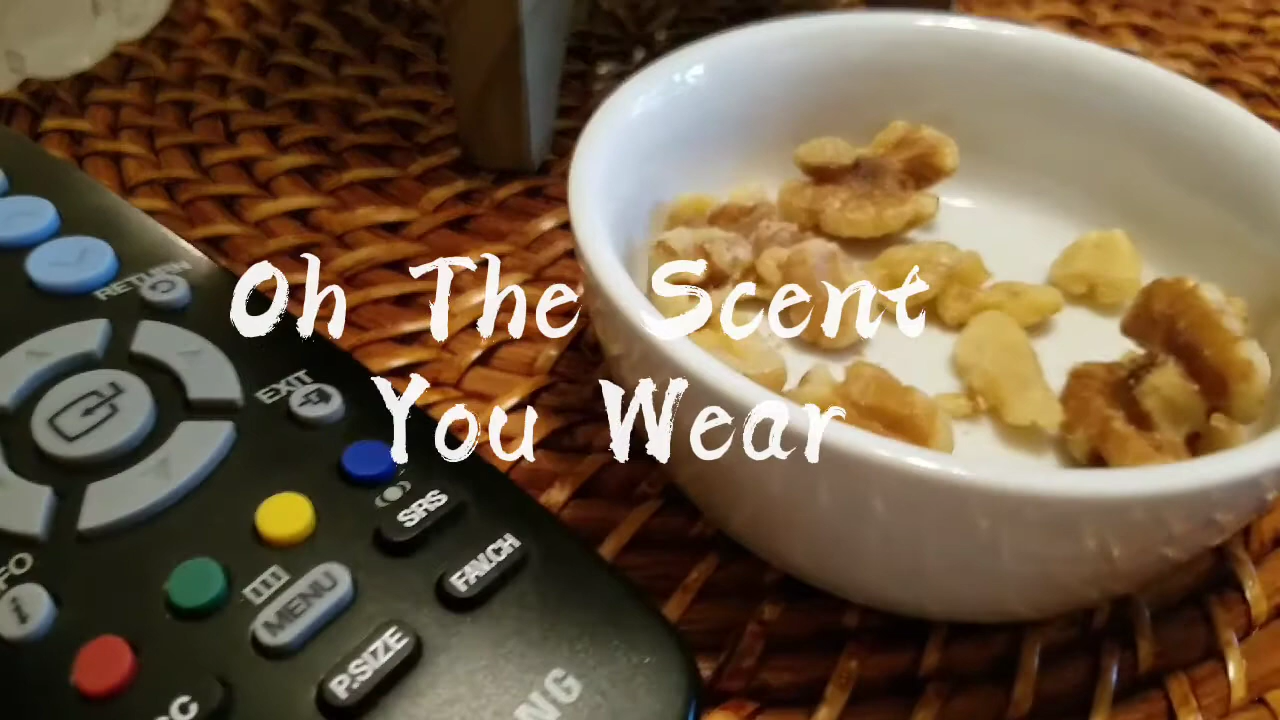 Oh The Scent
You Wear
RETURN
EXIT
SRS
FAV.CH
MENU
P.SIZE